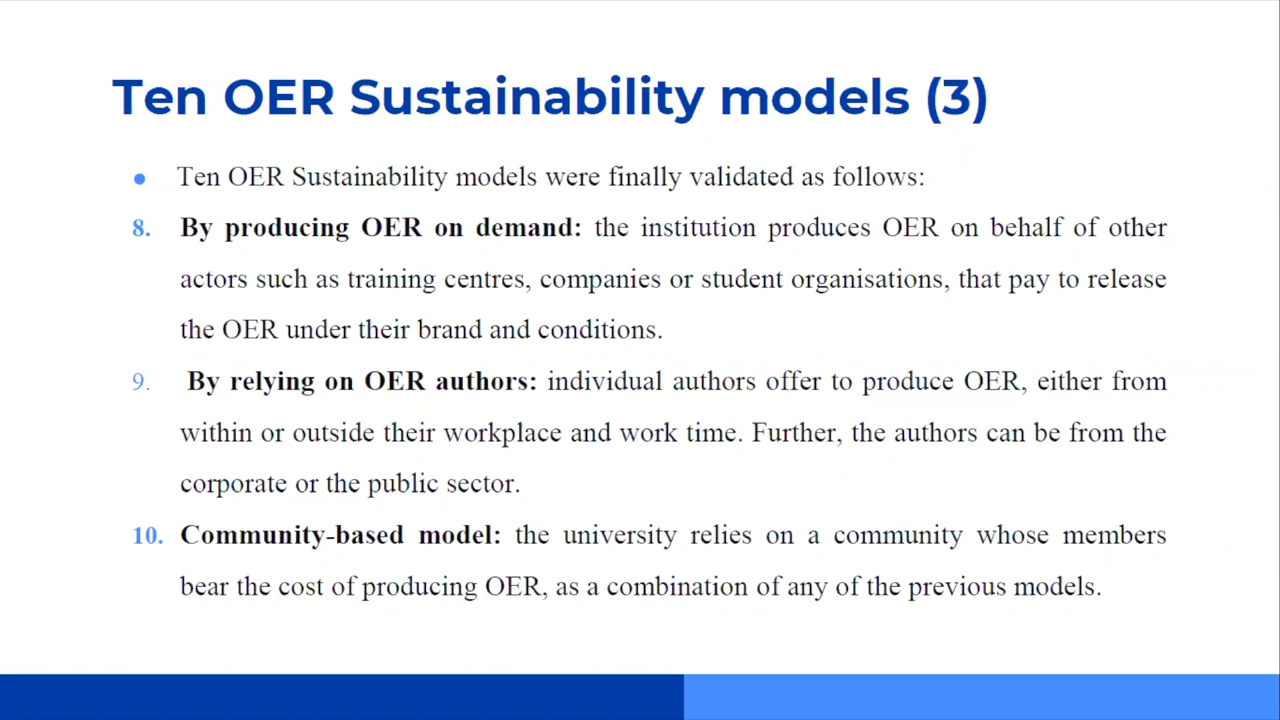 Ten OER Sustainability models (3)
● Ten OER Sustainability models were finally validated as follows:
8. By producing OER on demand: the institution produces OER on behalf of other
actors such as training centres, companies or student organisations, that pay to release
the OER under their brand and conditions.
9. By relying on OER authors: individual authors offer to produce OER, either from
within or outside their workplace and work time. Further, the authors can be from the
corporate or the public sector.
10. Community-based model: the university relies on a community whose members
bear the cost of producing OER, as a combination of any of the previous models.